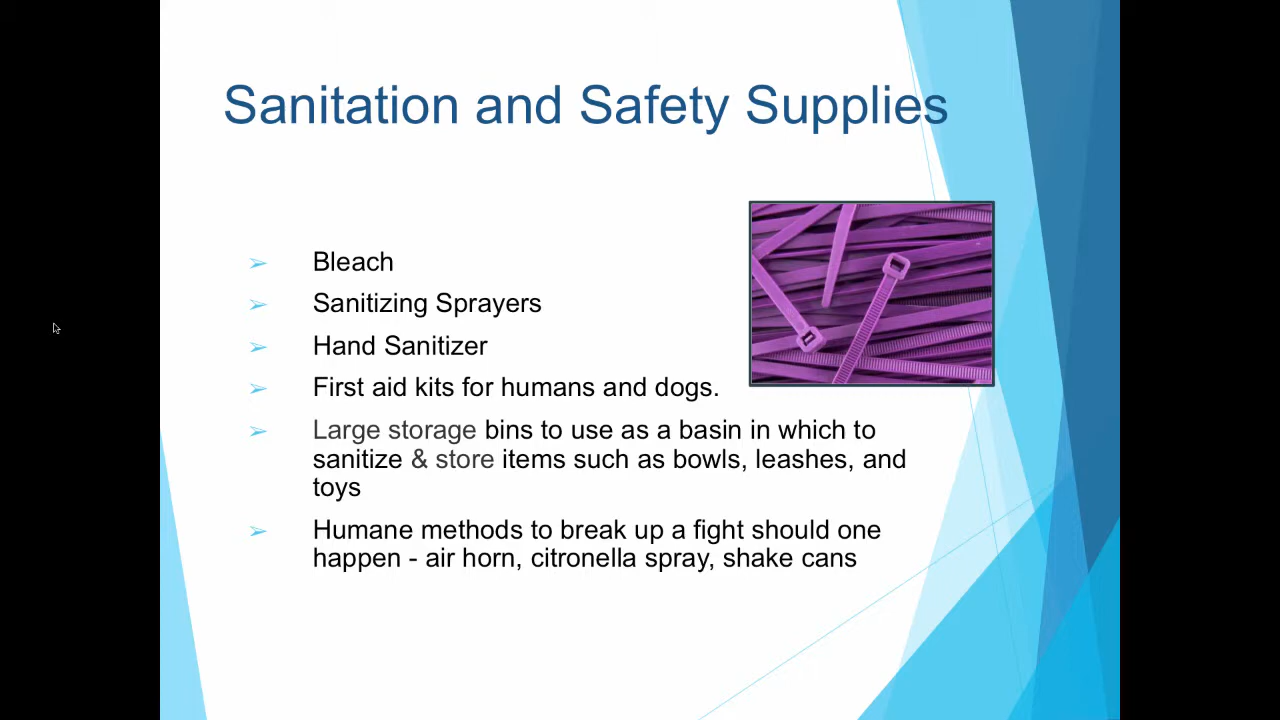 Sanitation and Safety Supplies
➢ Bleach
➢ Sanitizing Sprayers
➢ Hand Sanitizer
➢ First aid kits for humans and dogs.
➢ Large storage bins to use as a basin in which to
sanitize & store items such as bowls, leashes, and
toys
➢ Humane methods to break up a fight should one
happen - air horn, citronella spray, shake cans